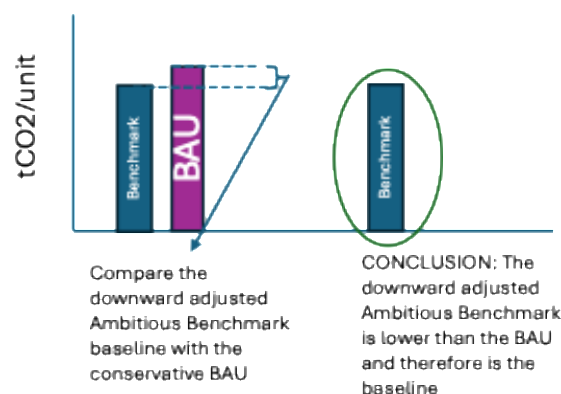 tCO2/unit
Benchmark
BAU
Benchmark
Compare the
downward adjusted
Ambitious Benchmark
baseline with the
conservative BAU
CONCLUSION: The
downward adjusted
Ambitious Benchmark
is lower than the BAU
and therefore is the
baseline